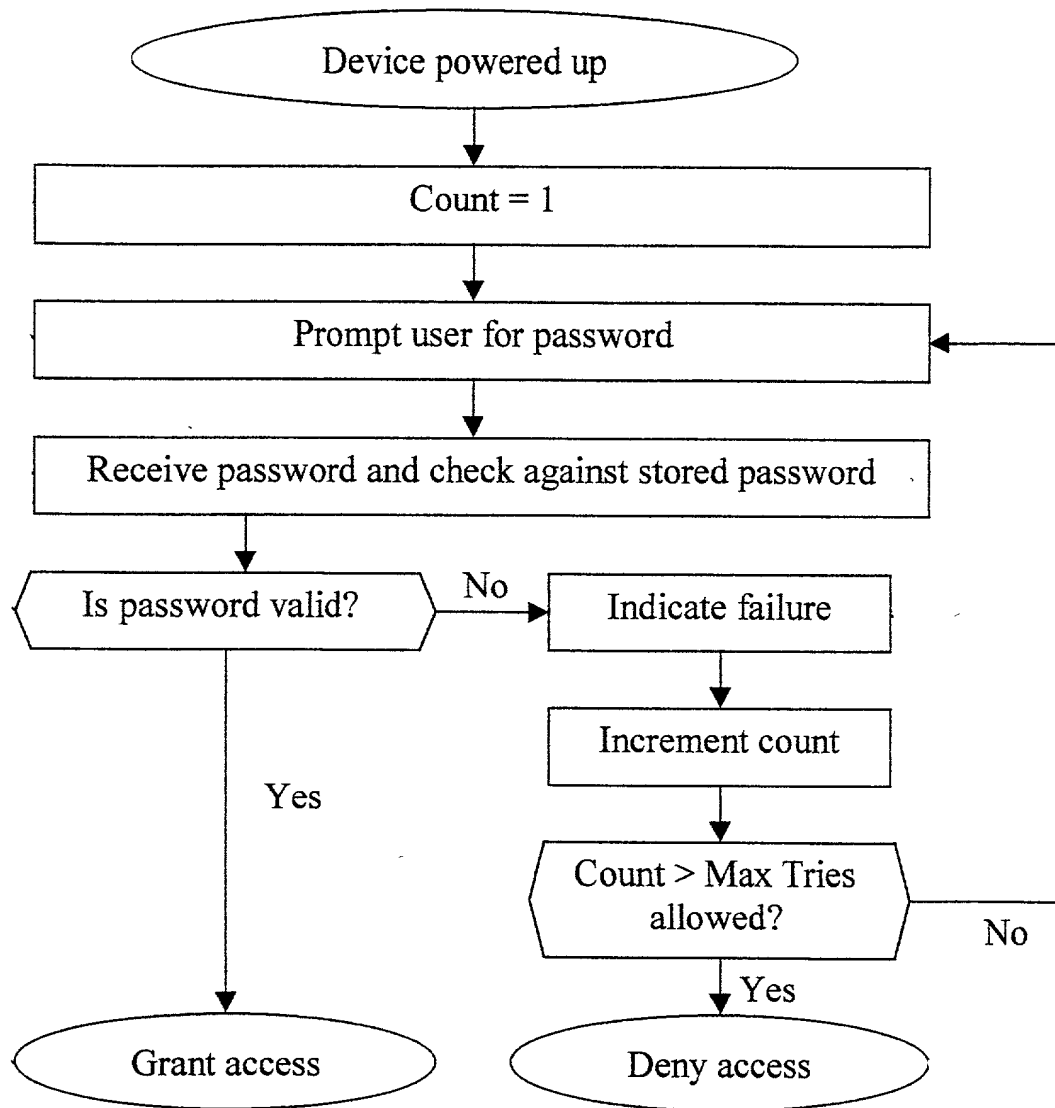 Device powered up
Count = 1
Prompt user for password
Receive password and check against stored password
Is password valid?
No
Indicate failure
Increment count
Yes
Count > Max Tries
allowed?
No
Yes
Grant access
Deny access